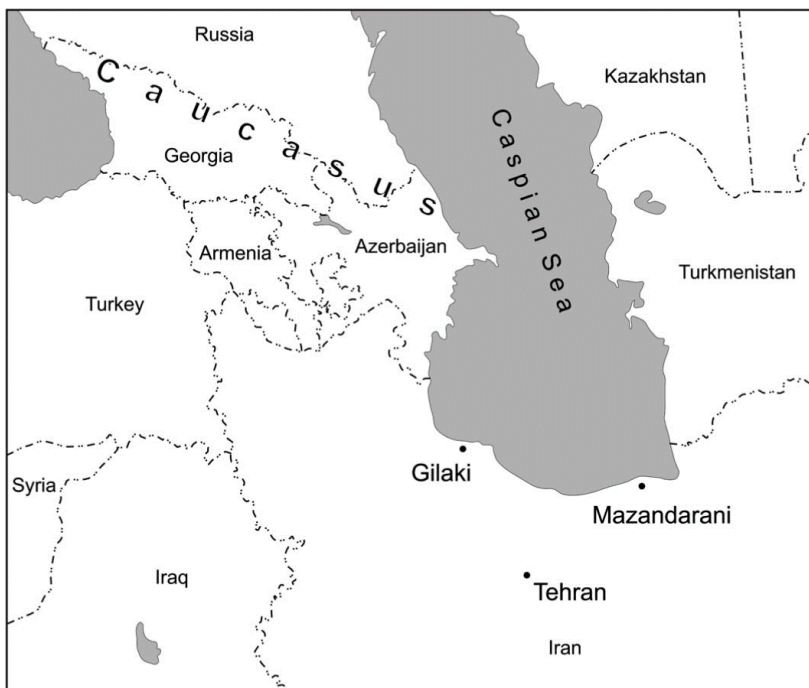 Russia
Kazakhstan
Caucasus
Georgia
Caspian Sea
Armenia
Azerbaijan
Turkmenistan
Turkey
Gilaki
Syria
Mazandarani
Iraq
Tehran
Iran